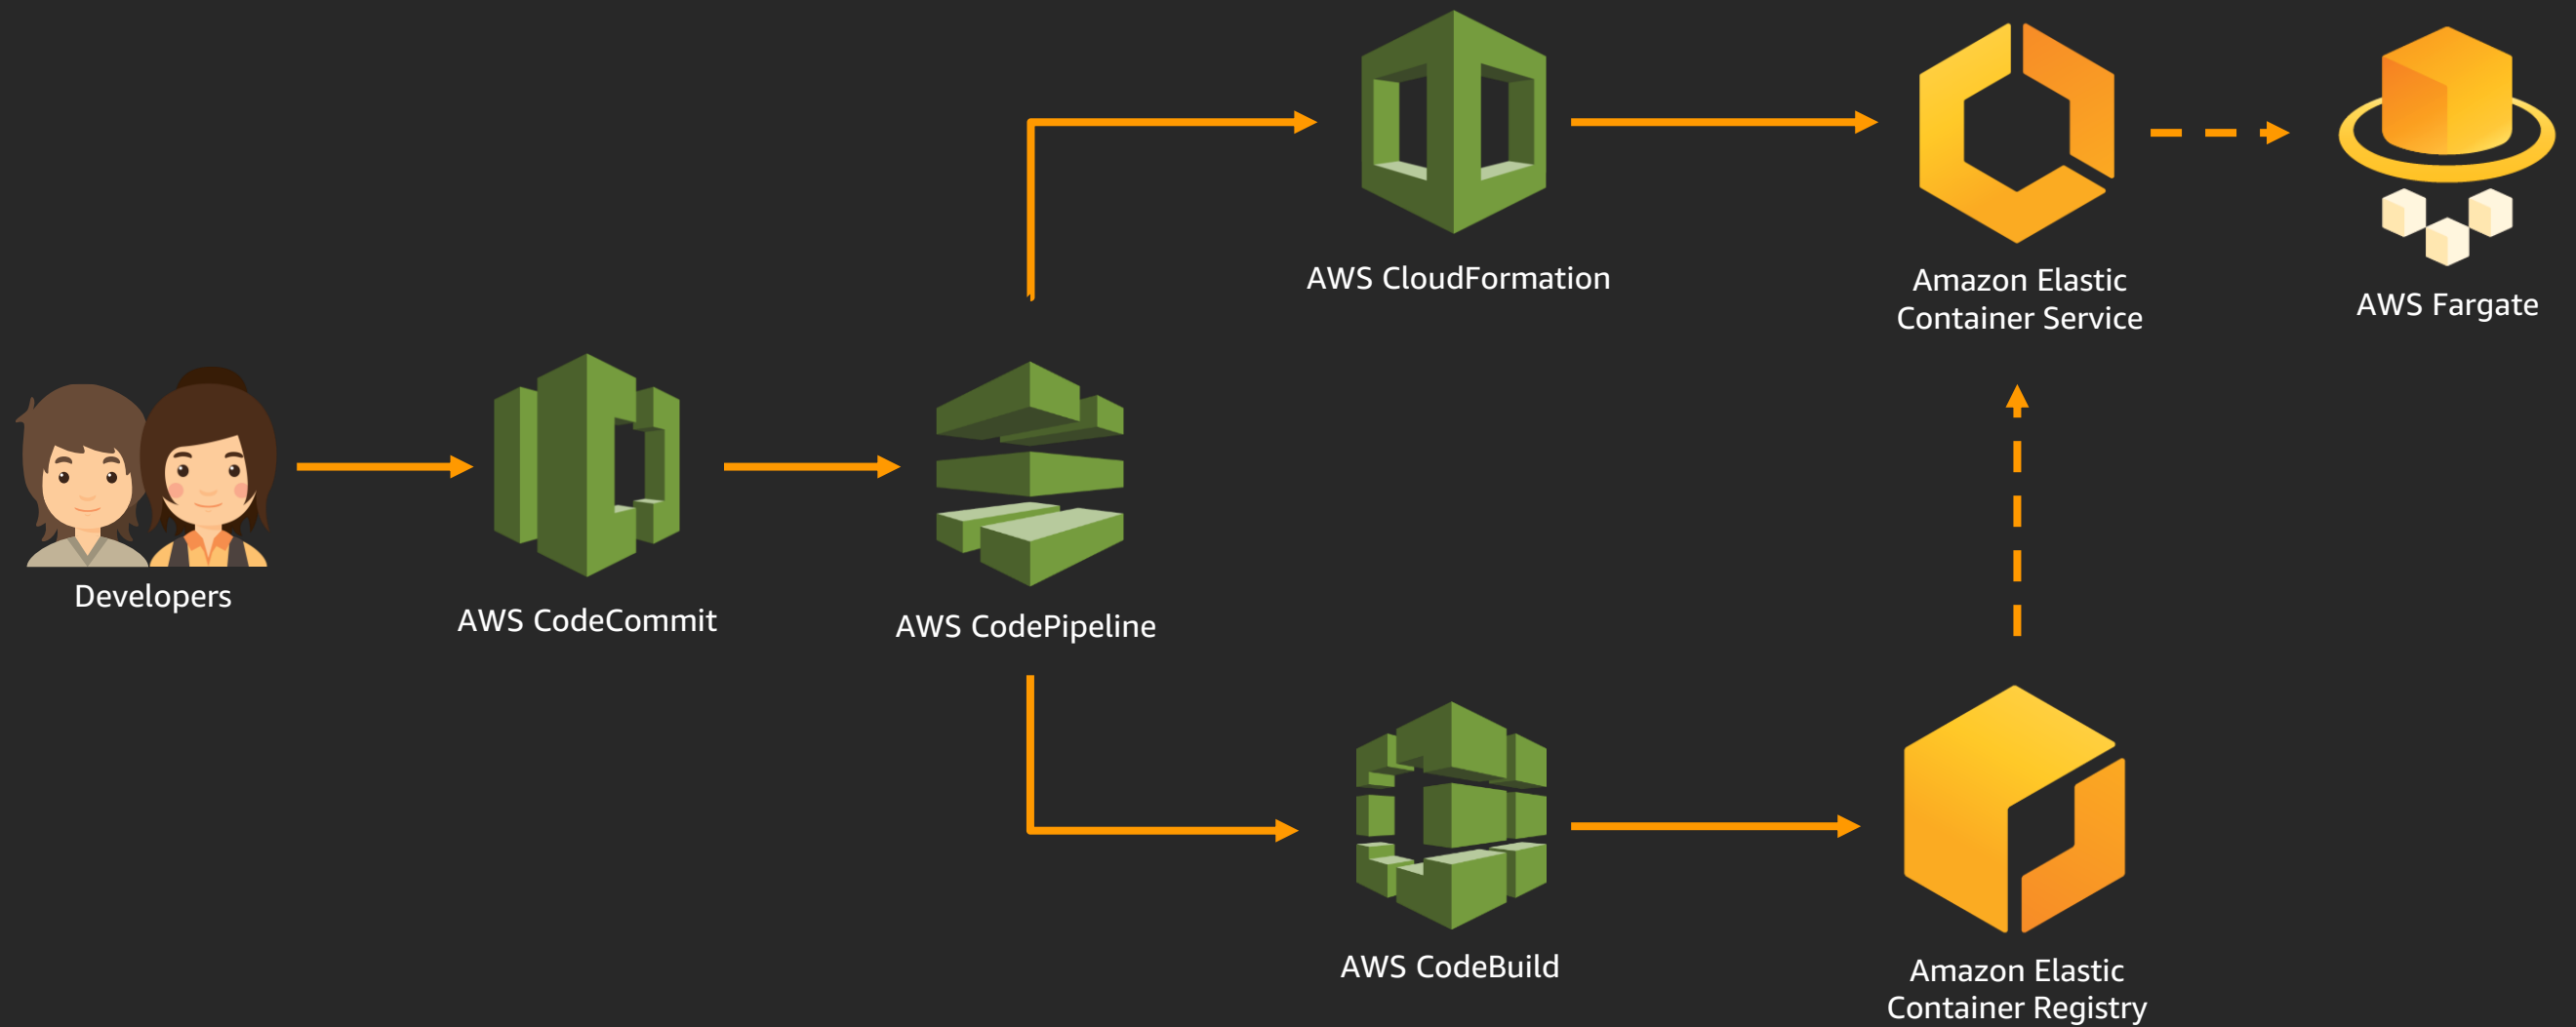 AWS CloudFormation
Amazon Elastic
Container Service
AWS Fargate
Developers
AWS CodeCommit
AWS CodePipeline
AWS CodeBuild
Amazon Elastic
Container Registry